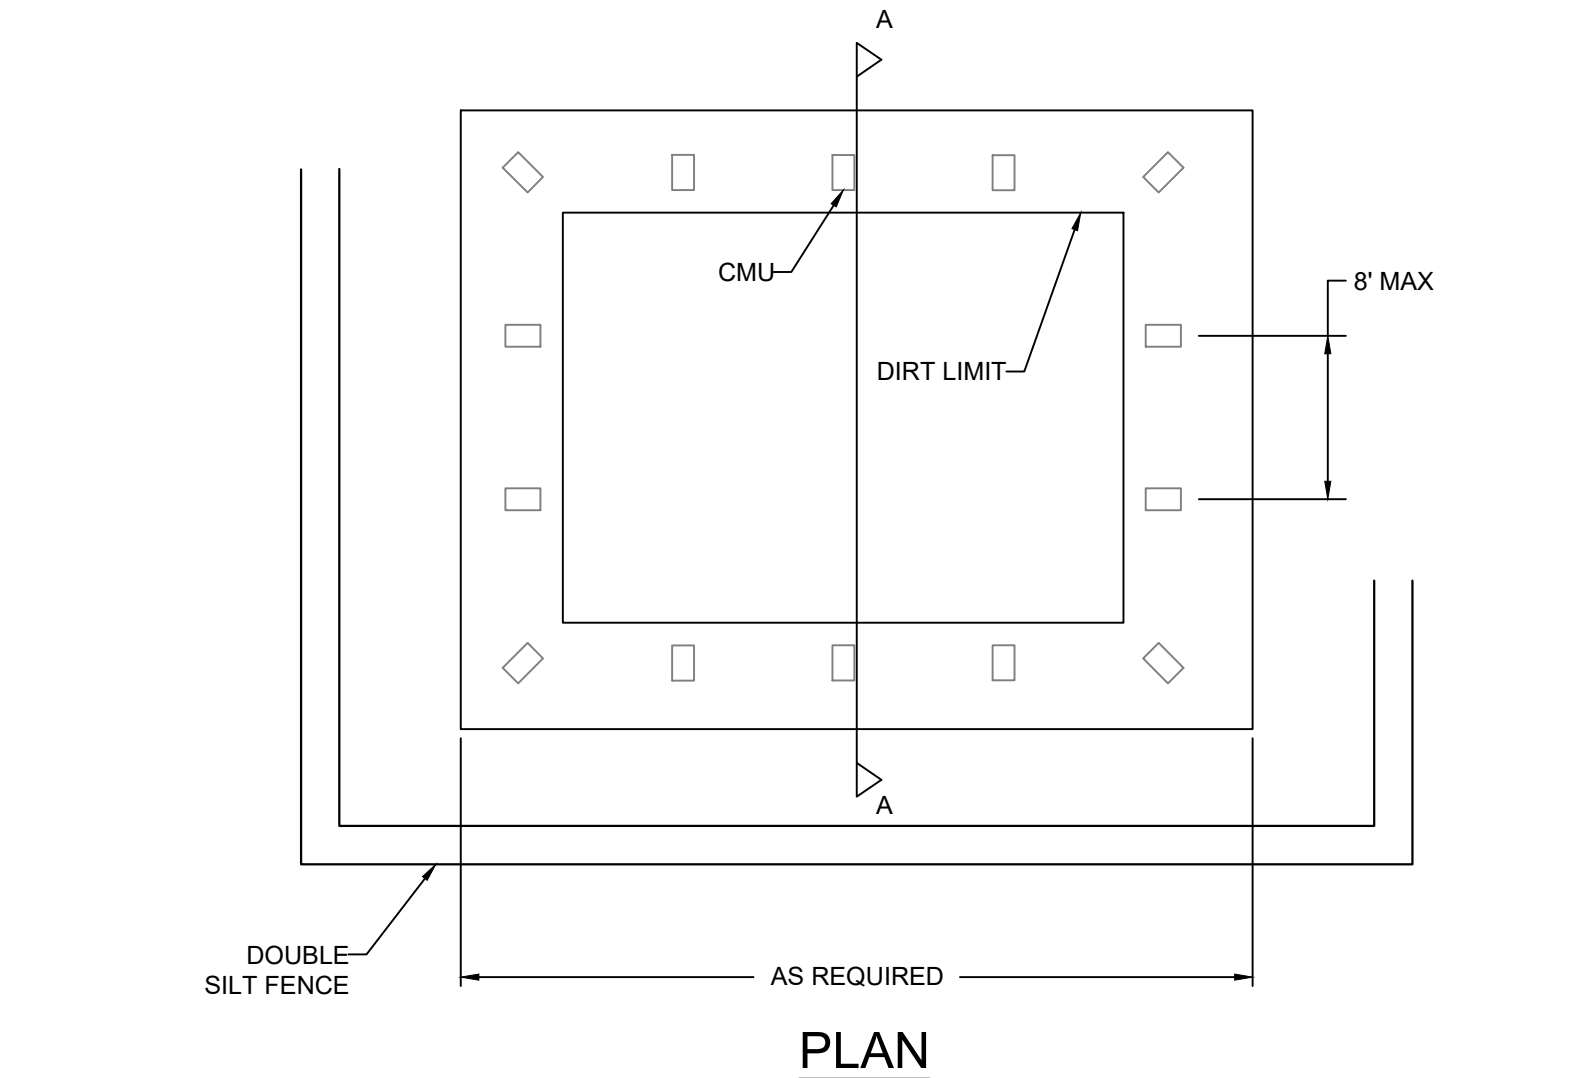 A
CMU
8' MAX
DIRT LIMIT
A
DOUBLE
SILT FENCE
AS REQUIRED
PLAN